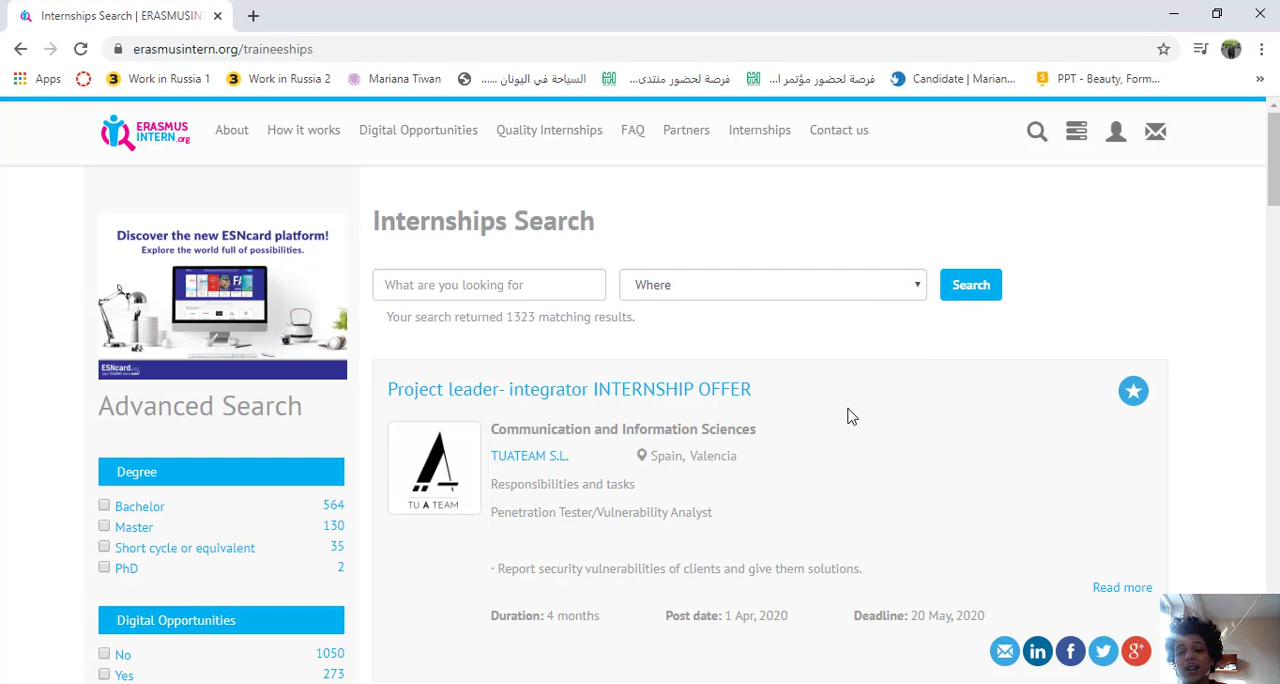 Internships Search | ERASMUSIN
erasmusintern.org/traineeships
Apps
3 Work in Russia 1
3 Work in Russia 2
Mariana Tiwan
السياحة في اليونان ......
فرصة لحضور منتدى...
فرصة لحضور مؤتمر ا...
Candidate | Marian...
S PPT - Beauty, Form...
»
ERASMUS
INTERN.org
About
How it works
Digital Opportunities
Quality Internships
FAQ
Partners
Internships
Contact us
Discover the new ESNcard platform!
Explore the world full of possibilities.
ESNcard
Advanced Search
Degree
Bachelor 564
Master 130
Short cycle or equivalent 35
PhD 2
Digital Opportunities
No 1050
Yes 273
Internships Search
What are you looking for
Where
Search
Your search returned 1323 matching results.
Project leader- integrator INTERNSHIP OFFER
TU A TEAM
Communication and Information Sciences
TUATEAM S.L. Spain, Valencia
Responsibilities and tasks
Penetration Tester/Vulnerability Analyst
· Report security vulnerabilities of clients and give them solutions.
Read more
Duration: 4 months Post date: 1 Apr, 2020 Deadline: 20 May, 2020
in f g+